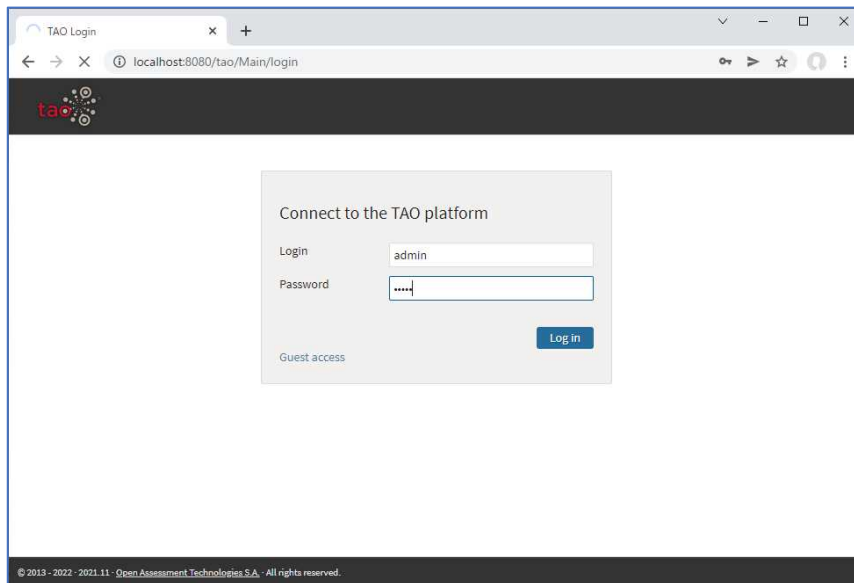 TAO Login
localhost:8080/tao/Main/login
tao
Connect to the TAO platform
Login
admin
Password
•••••
Log in
Guest access
© 2013 - 2022 · 2021.11 · Open Assessment Technologies S.A. · All rights reserved.